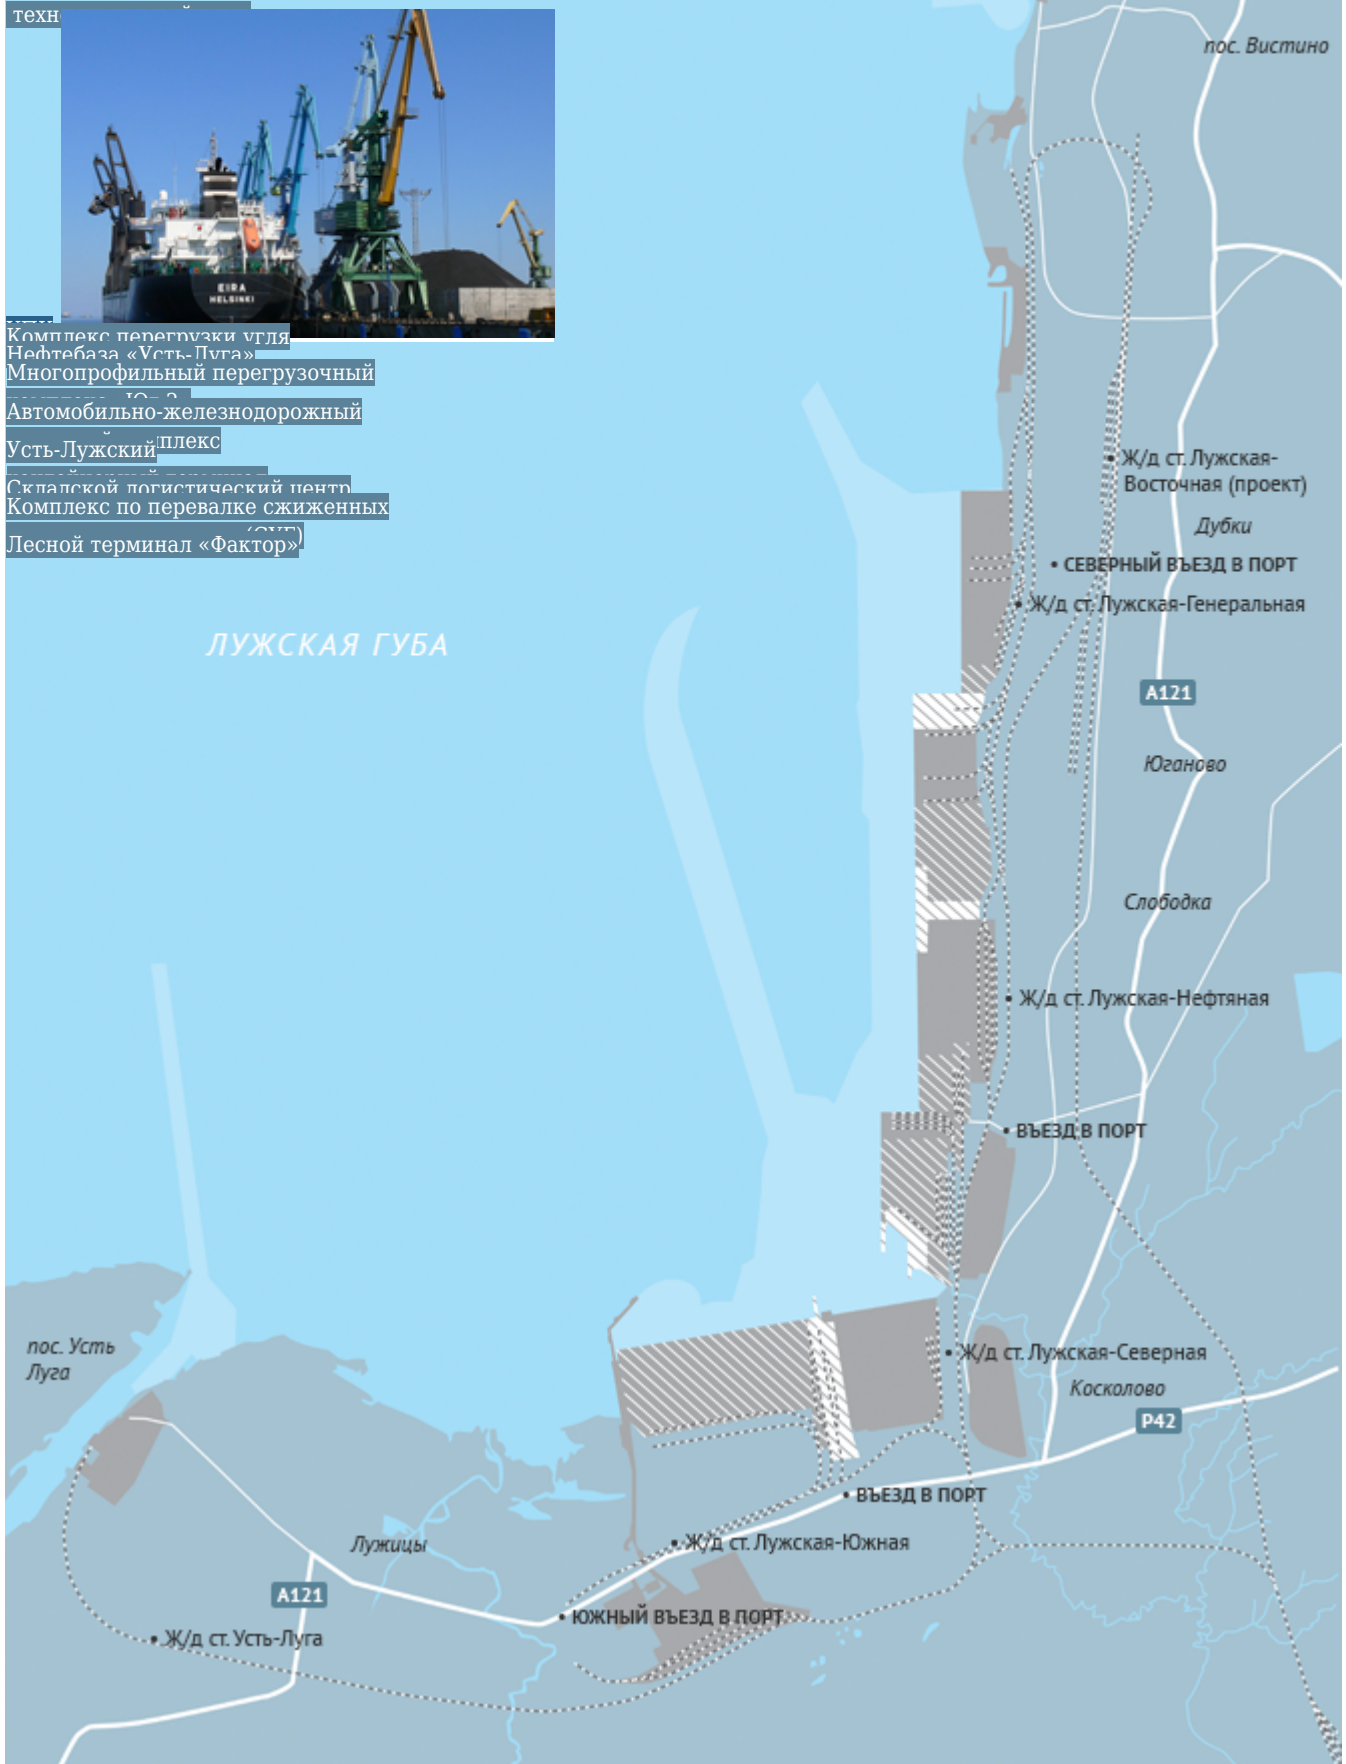 техн
EIRA
HELSINKI
Комплекс перегрузки угля
Нефтебаза «Усть-Луга»
Многопрофильный перегрузочный
Автомобильно-железнодорожный
Усть-Лужский
Складской логистический центр
Комплекс по перевалке сжиженных
(СУГ)
Лесной терминал «Фактор»
ЛУЖСКАЯ ГУБА
пос. Вистино
• Ж/д ст. Лужская-
Восточная (проект)
Дубки
• СЕВЕРНЫЙ ВЪЕЗД В ПОРТ
• Ж/д ст. Лужская-Генеральная
А121
Юганово
Слободка
• Ж/д ст. Лужская-Нефтяная
• ВЪЕЗД В ПОРТ
пос. Усть
Луга
• Ж/д ст. Лужская-Северная
Косколово
Р42
• ВЪЕЗД В ПОРТ
Лужицы
• Ж/д ст. Лужская-Южная
А121
• ЮЖНЫЙ ВЪЕЗД В ПОРТ
• Ж/д ст. Усть-Луга